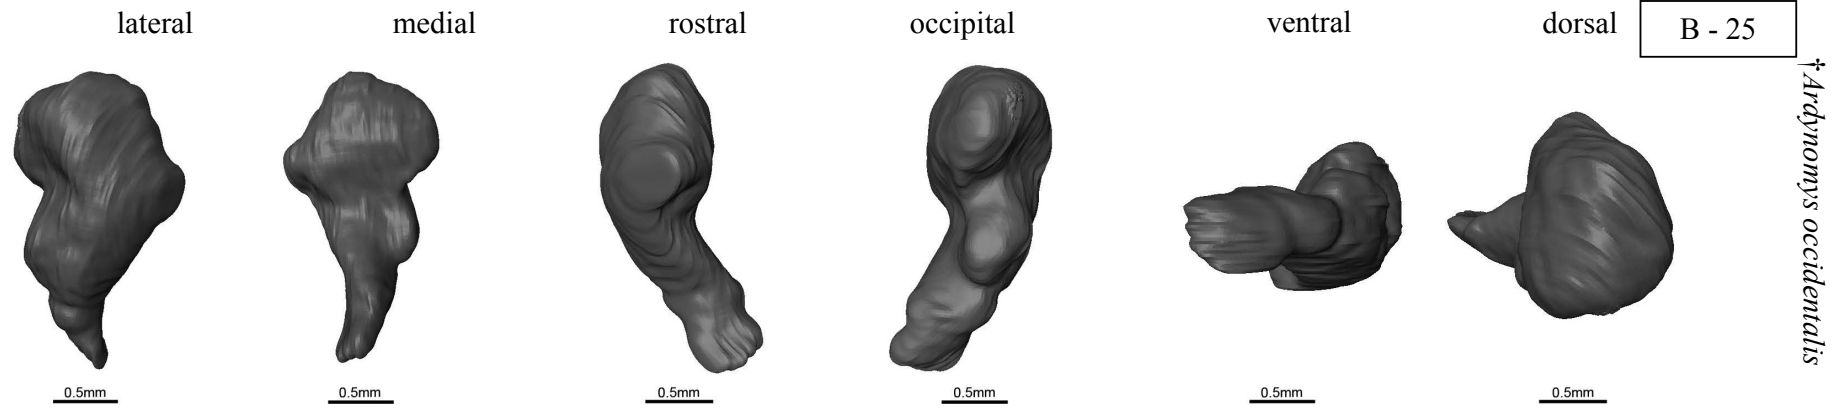 lateral medial rostral occipital ventral dorsal B - 25
†Ardynomys occidentalis
0.5mm 0.5mm 0.5mm 0.5mm 0.5mm 0.5mm